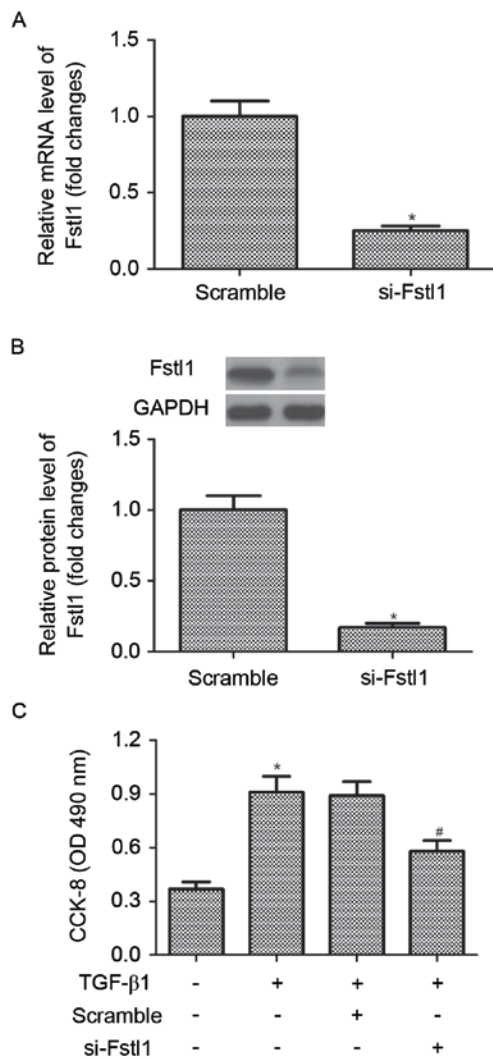 A
Relative mRNA level of
Fstl1 (fold changes)
1.5
1.0
0.5
0.0
*
Scramble si-Fstl1
B
Fstl1
GAPDH
Relative protein level of
Fstl1 (fold changes)
1.5
1.0
0.5
0.0
*
Scramble si-Fstl1
C
CCK-8 (OD 490 nm)
1.2
0.9
0.6
0.3
0.0
*
#
TGF-β1 - + + +
Scramble - - + -
si-Fstl1 - - - +